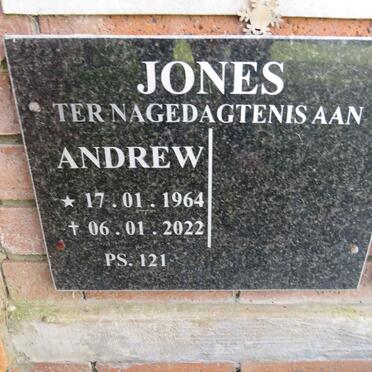 JONES
TER NAGEDAGTENIS AAN
ANDREW
★ 17.01.1964
† 06.01.2022
PS. 121